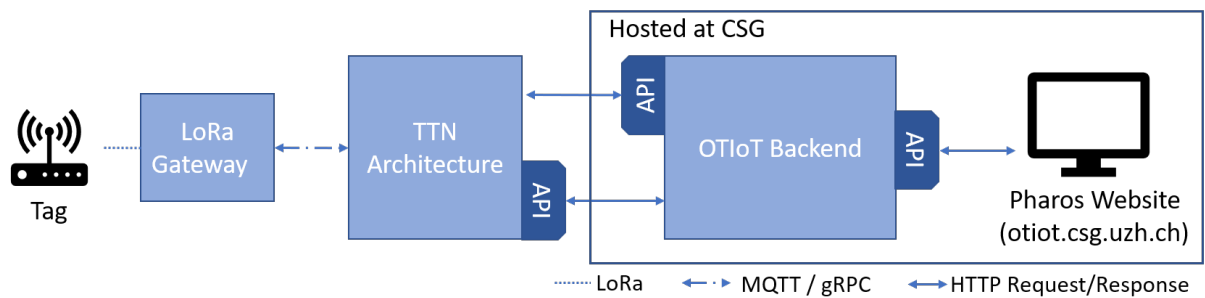 Hosted at CSG
Tag
LoRa
Gateway
TTN
Architecture
API
API
OTIoT Backend
API
Pharos Website
(otiot.csg.uzh.ch)
LoRa
MQTT / gRPC
HTTP Request/Response